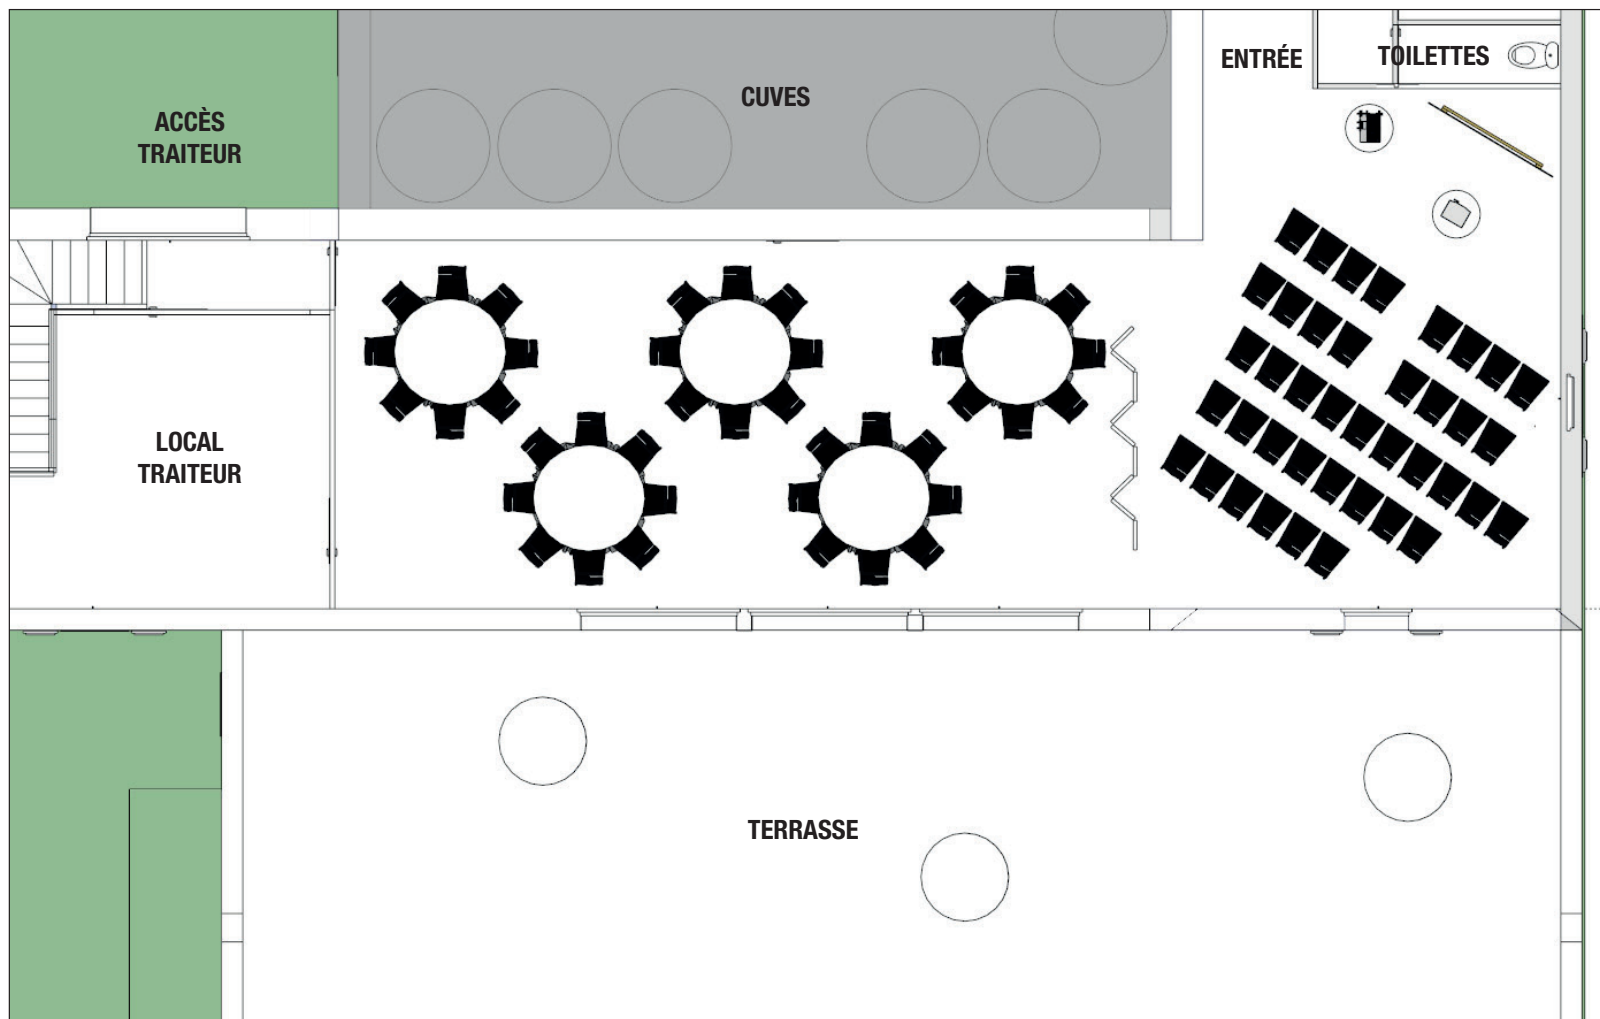 ENTRÉE
TOILETTES
CUVES
ACCÈS
TRAITEUR
LOCAL
TRAITEUR
TERRASSE